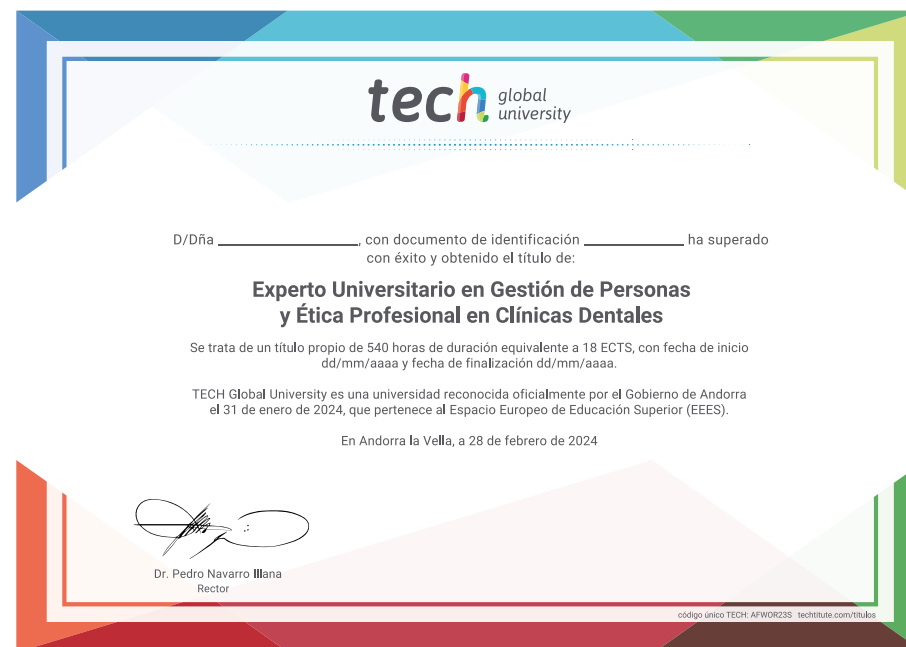 tech global university
D/Dña ____________________, con documento de identificación ______________ ha superado
con éxito y obtenido el título de:
Experto Universitario en Gestión de Personas
y Ética Profesional en Clínicas Dentales
Se trata de un título propio de 540 horas de duración equivalente a 18 ECTS, con fecha de inicio
dd/mm/aaaa y fecha de finalización dd/mm/aaaa.
TECH Global University es una universidad reconocida oficialmente por el Gobierno de Andorra
el 31 de enero de 2024, que pertenece al Espacio Europeo de Educación Superior (EEES).
En Andorra la Vella, a 28 de febrero de 2024
Dr. Pedro Navarro Illana
Rector
código único TECH: AFWOR23S techtitute.com/titulos